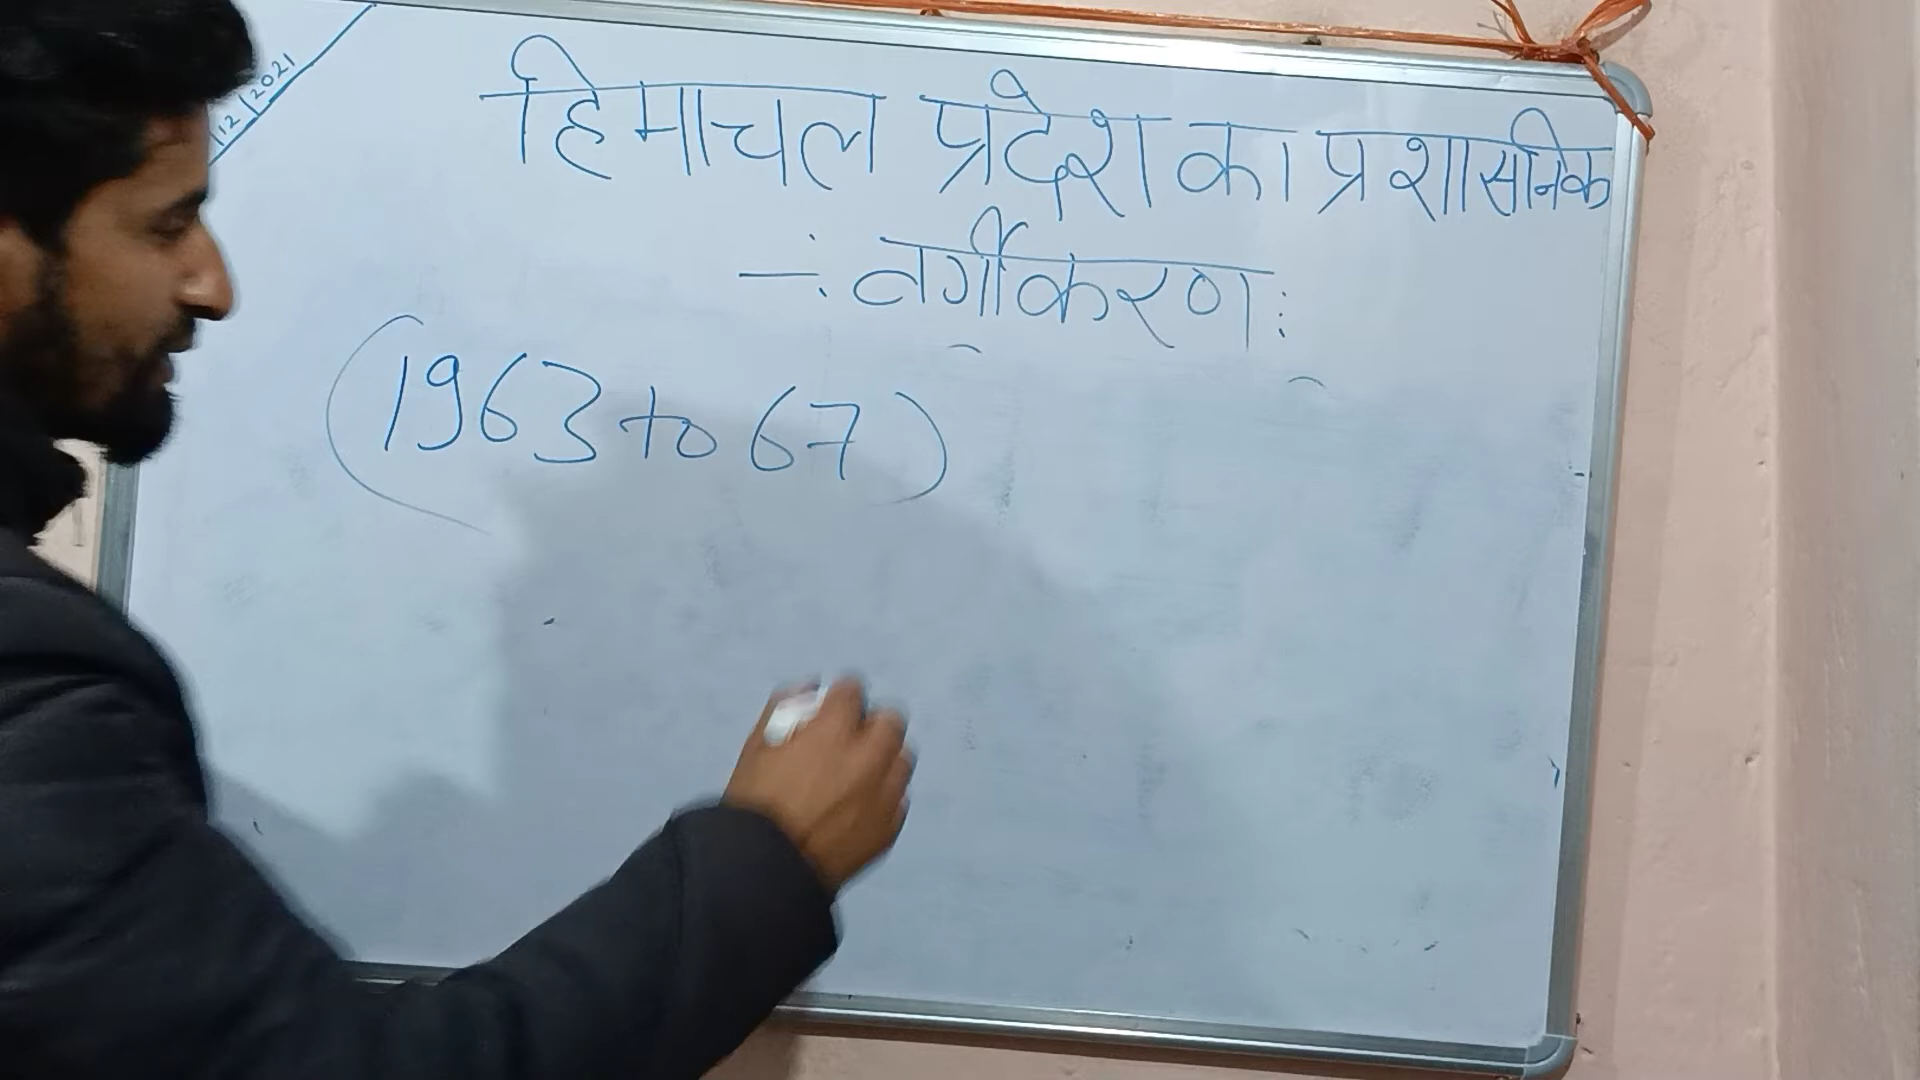 12 | 2021
हिमाचल प्रदेश का प्रशासनिक
-: वर्गीकरण:
(1963 to 67)